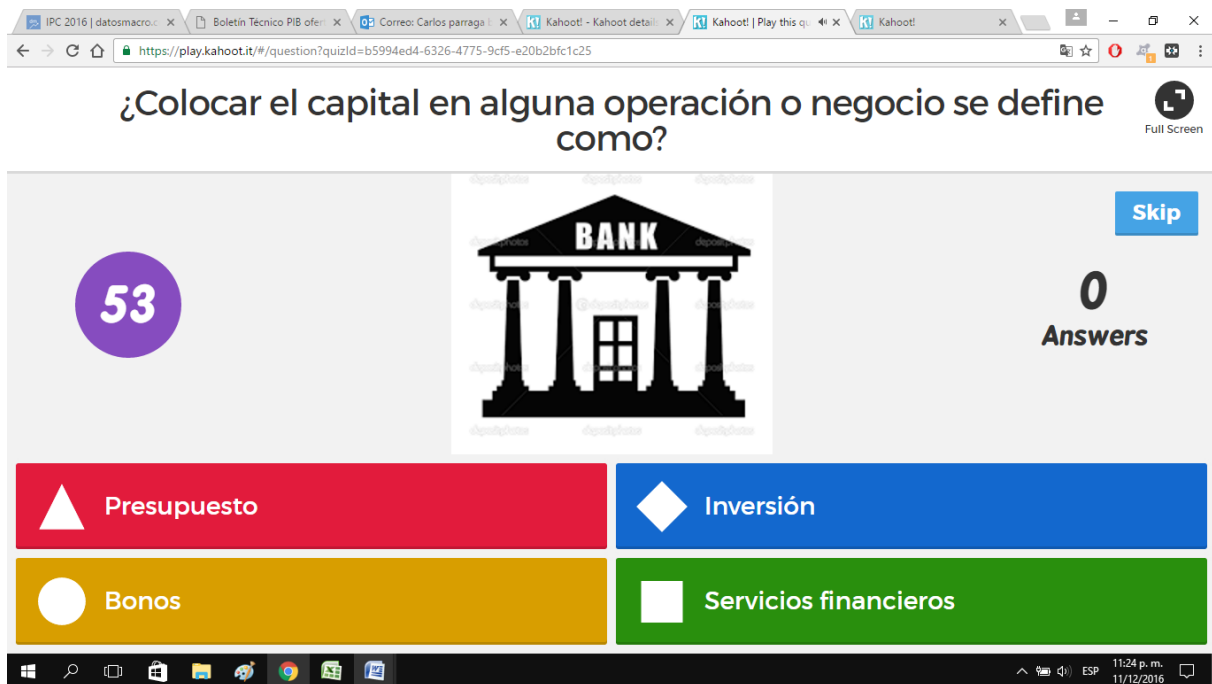 IPC 2016 | datosmacro.c
Boletín Técnico PIB ofer
Correo: Carlos parraga
Kahoot! - Kahoot details
Kahoot! | Play this qu
Kahoot!
https://play.kahoot.it/#/question?quizId=b5994ed4-6326-4775-9cf5-e20b2bfc1c25
¿Colocar el capital en alguna operación o negocio se define
como?
Full Screen
Skip
53
BANK
depositphotos
0
Answers
Presupuesto
Inversión
Bonos
Servicios financieros
ESP
11:24 p. m.
11/12/2016